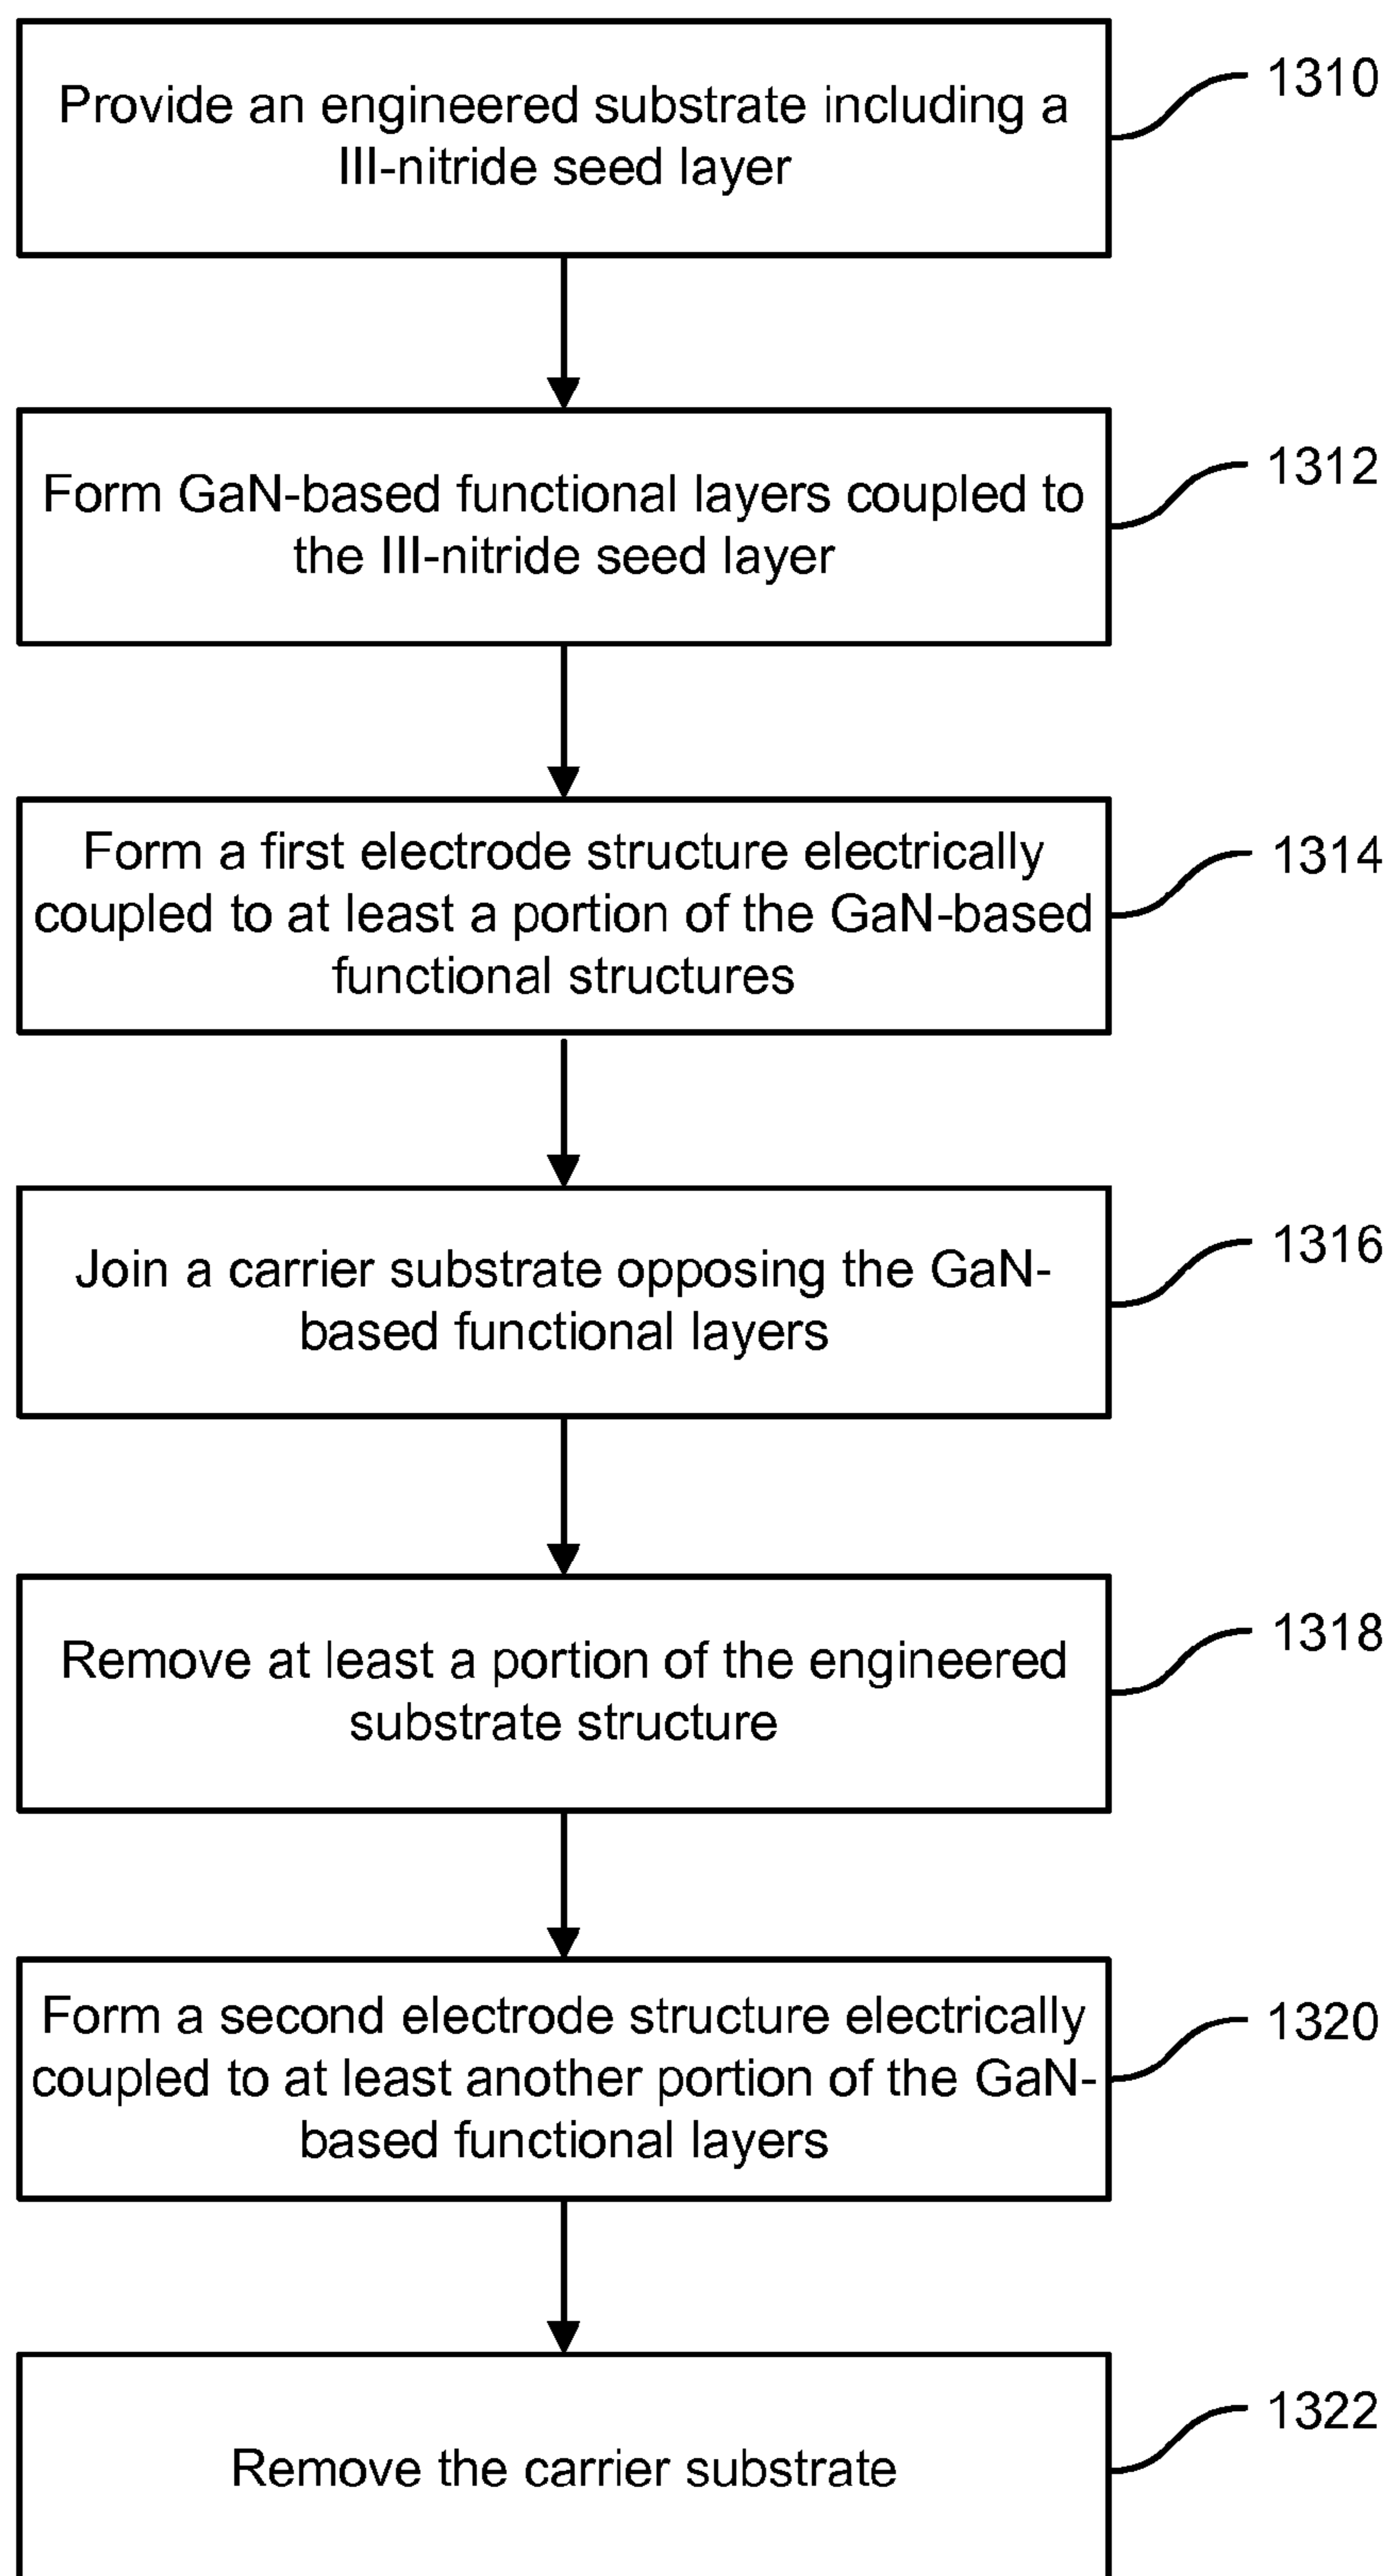 Provide an engineered substrate including a
III-nitride seed layer
1310
Form GaN-based functional layers coupled to
the III-nitride seed layer
1312
Form a first electrode structure electrically
coupled to at least a portion of the GaN-based
functional structures
1314
Join a carrier substrate opposing the GaN-
based functional layers
1316
Remove at least a portion of the engineered
substrate structure
1318
Form a second electrode structure electrically
coupled to at least another portion of the GaN-
based functional layers
1320
Remove the carrier substrate
1322